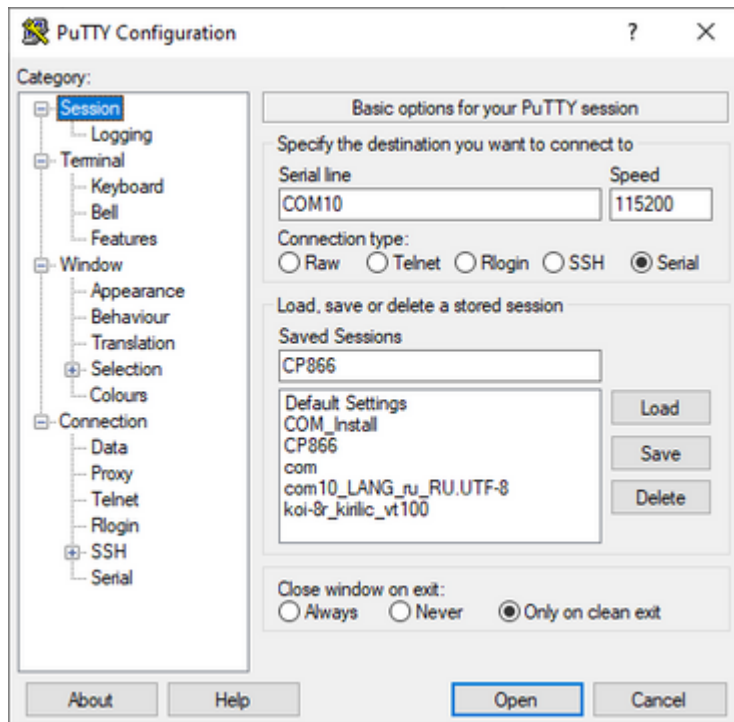 PuTTY Configuration
?
Category:
Session
Logging
Terminal
Keyboard
Bell
Features
Window
Appearance
Behaviour
Translation
Selection
Colours
Connection
Data
Proxy
Telnet
Rlogin
SSH
Serial
Basic options for your PuTTY session
Specify the destination you want to connect to
Serial line Speed
COM10 115200
Connection type:
Raw Telnet Rlogin SSH Serial
Load, save or delete a stored session
Saved Sessions
CP866
Default Settings
COM_Install
CP866
com
com10_LANG_ru_RU.UTF-8
koi-8r_kirilic_vt100
Load
Save
Delete
Close window on exit:
Always Never Only on clean exit
About Help Open Cancel